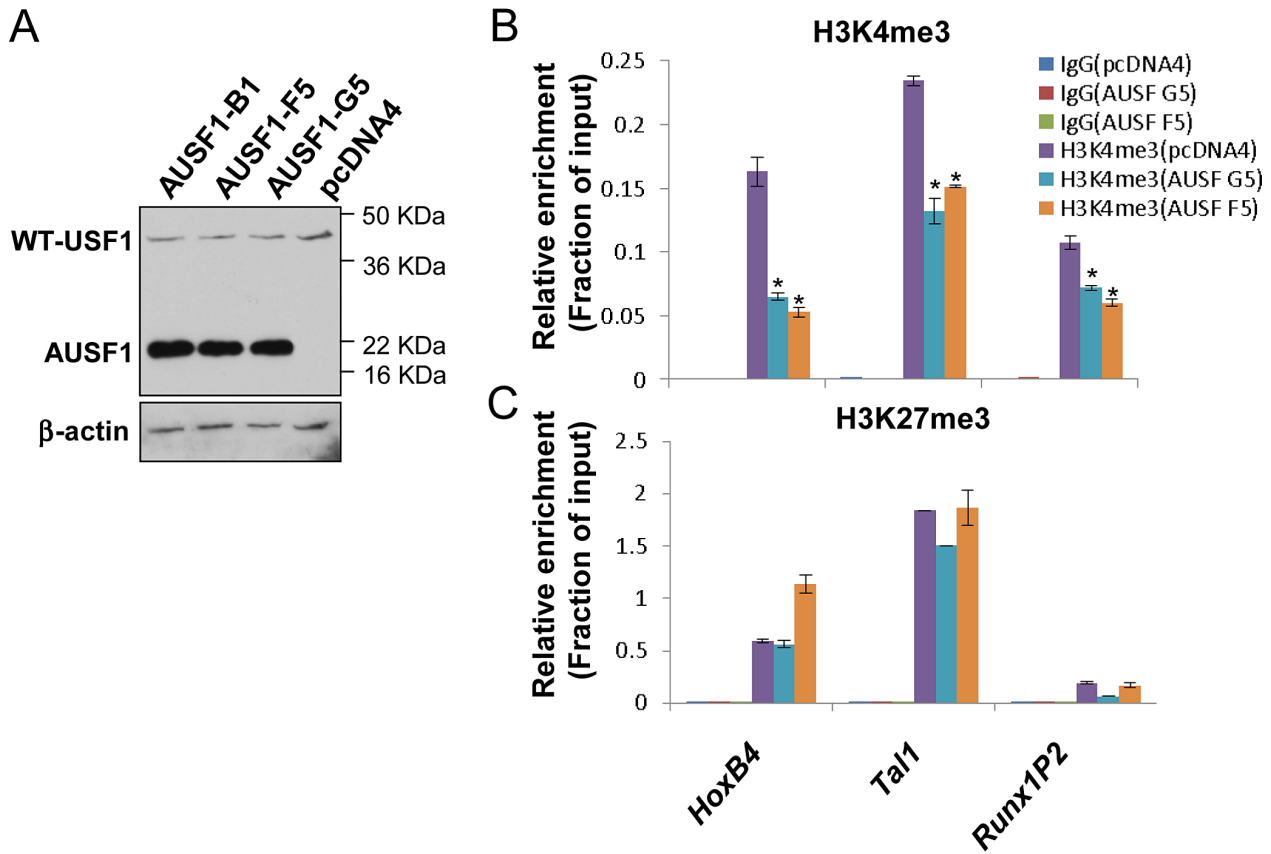 A
AUSF1-B1
AUSF1-F5
AUSF1-G5
pcDNA4
WT-USF1
AUSF1
β-actin
50 KDa
36 KDa
22 KDa
16 KDa
B
H3K4me3
Relative enrichment
(Fraction of input)
0.25
0.2
0.15
0.1
0.05
0
* *
* *
* *
IgG(pcDNA4)
IgG(AUSF G5)
IgG(AUSF F5)
H3K4me3(pcDNA4)
H3K4me3(AUSF G5)
H3K4me3(AUSF F5)
C
H3K27me3
Relative enrichment
(Fraction of input)
2.5
2
1.5
1
0.5
0
HoxB4
Tal1
Runx1P2